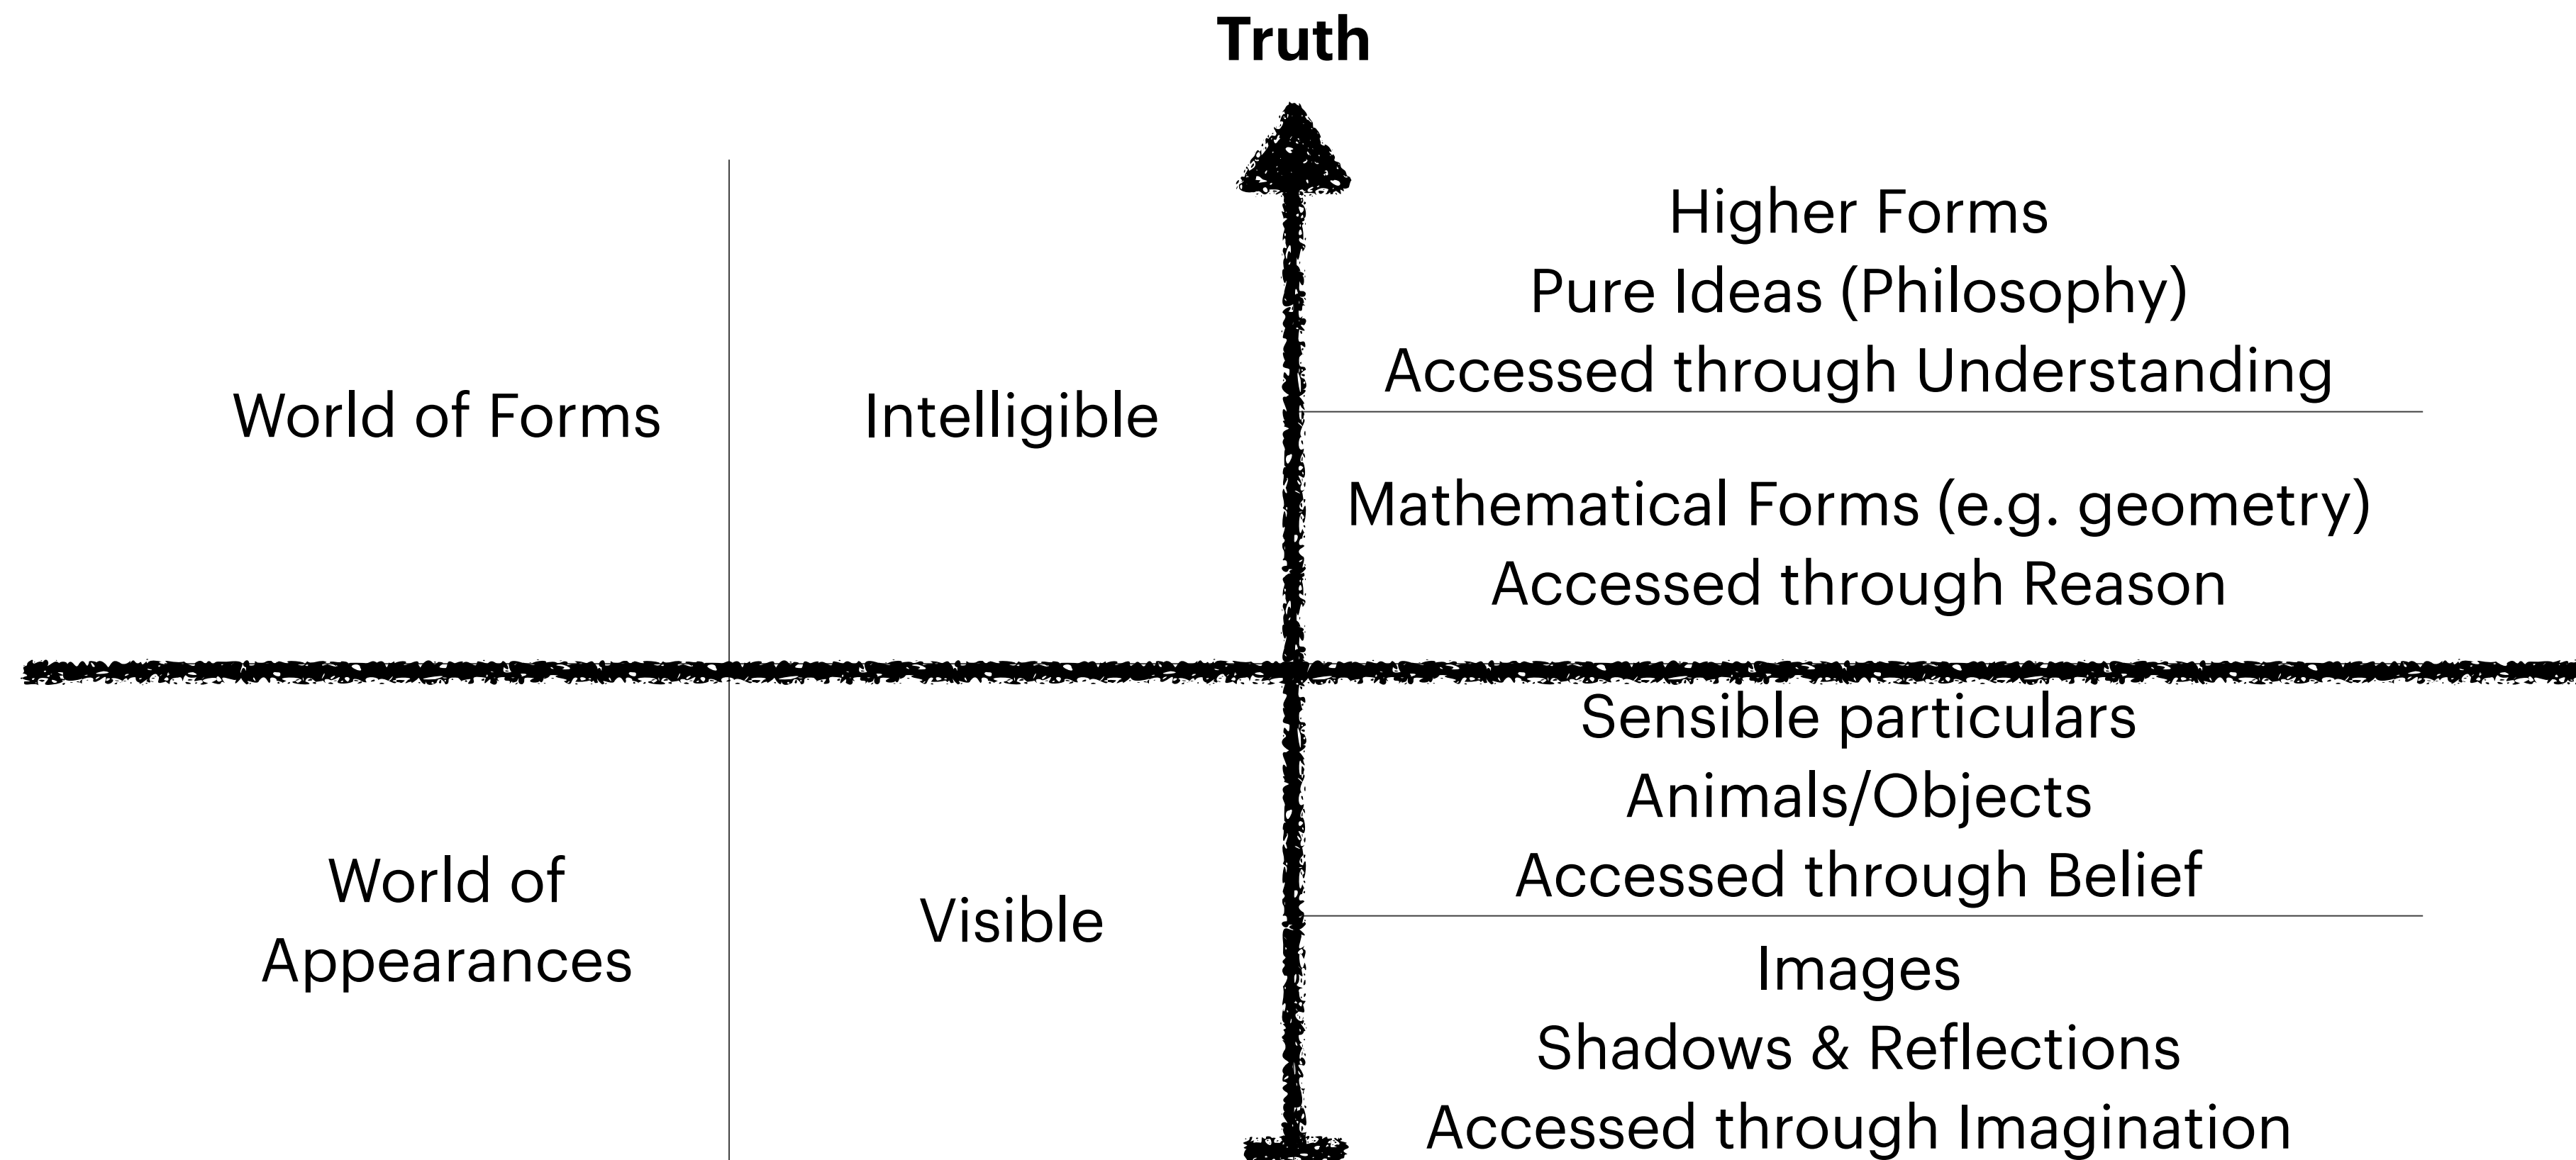 Truth
World of Forms
Intelligible
Higher Forms
Pure Ideas (Philosophy)
Accessed through Understanding
Mathematical Forms (e.g. geometry)
Accessed through Reason
World of
Appearances
Visible
Sensible particulars
Animals/Objects
Accessed through Belief
Images
Shadows & Reflections
Accessed through Imagination